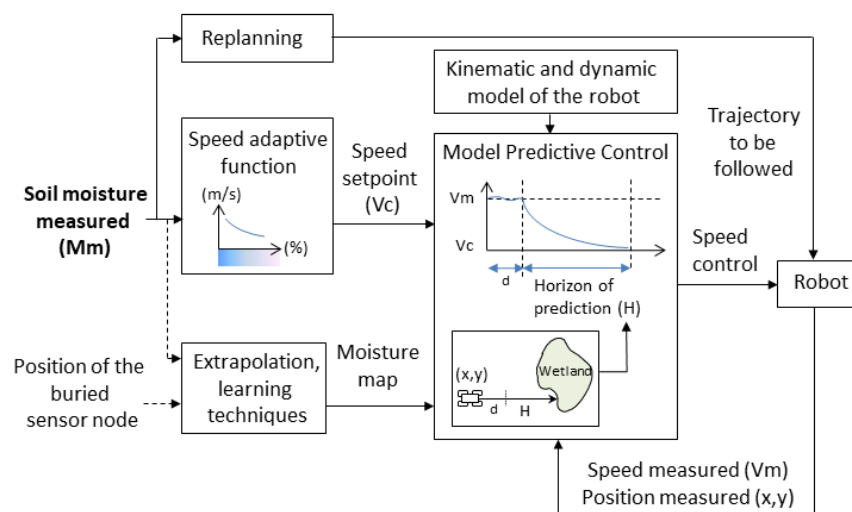 Replanning
Kinematic and dynamic
model of the robot
Trajectory
to be
followed
Speed adaptive
function
(m/s)
(%)
Speed
setpoint
(Vc)
Model Predictive Control
Vm
Vc
d
Horizon of
prediction (H)
Soil moisture
measured
(Mm)
Speed
control
Robot
Position of the
buried
sensor node
Extrapolation,
learning
techniques
Moisture
map
(x,y)
Wetland
d
H
Speed measured (Vm)
Position measured (x,y)